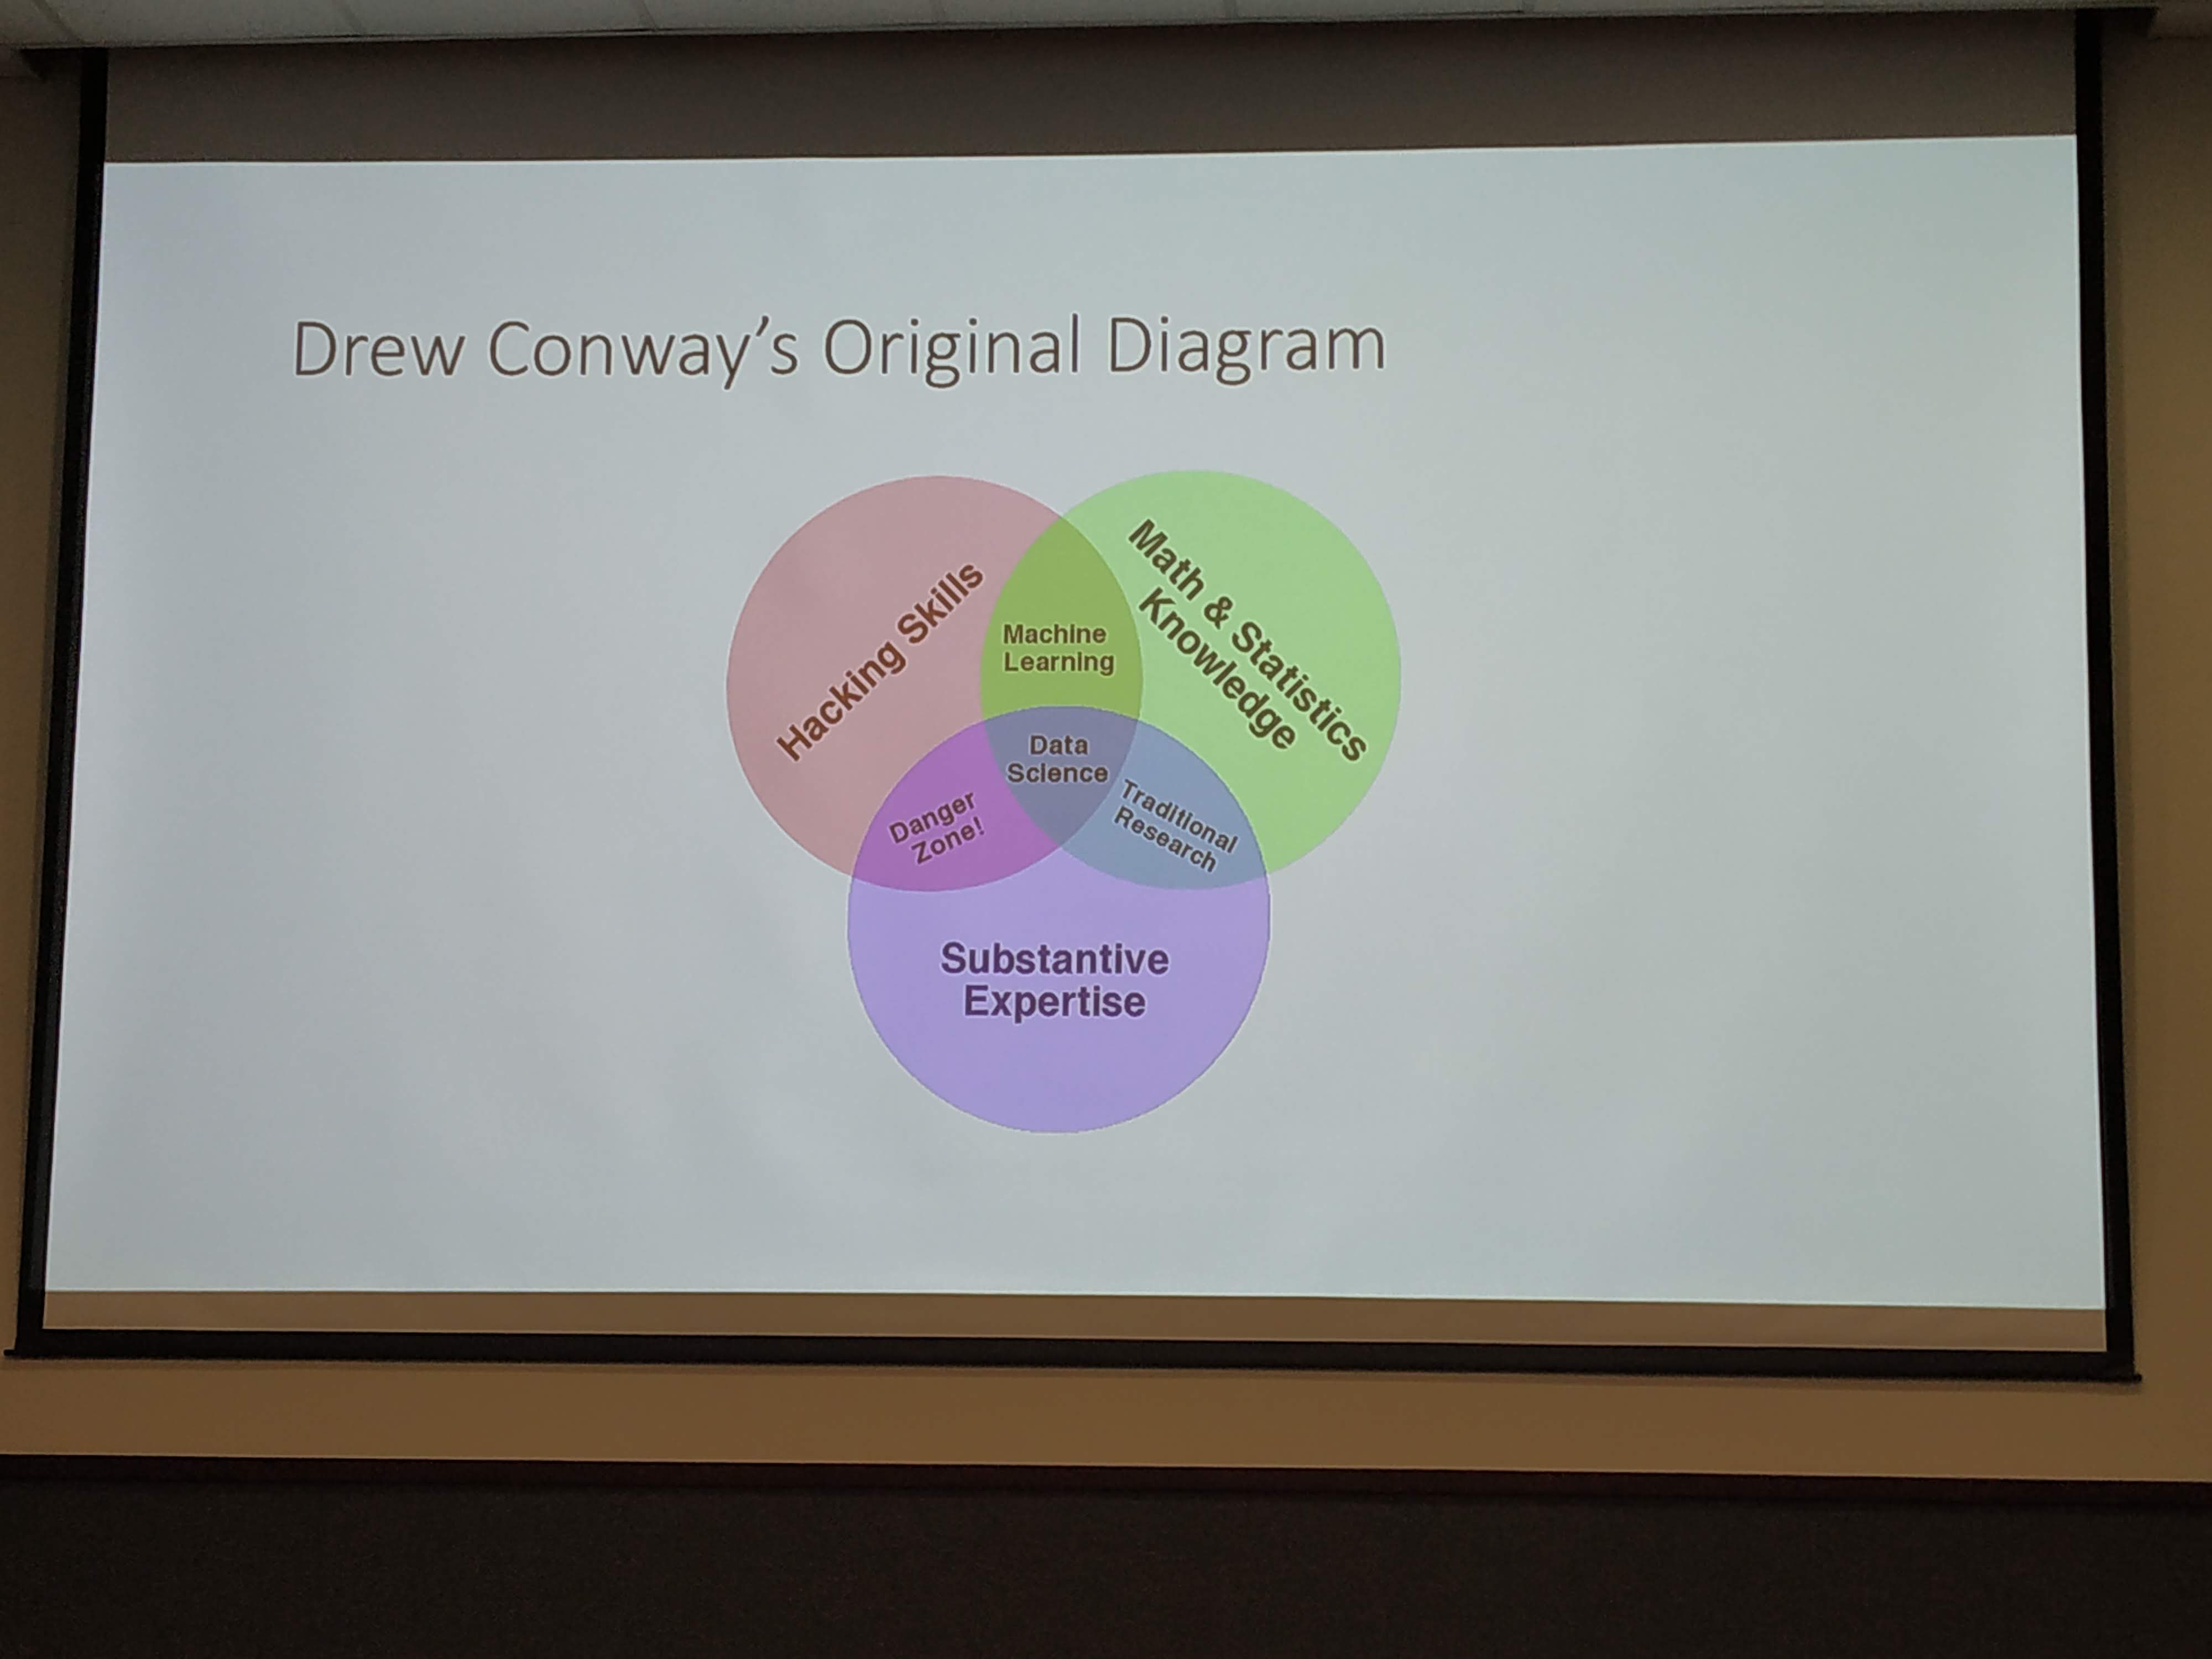 Drew Conway's Original Diagram
Hacking Skills
Math & Statistics
Knowledge
Machine
Learning
Data
Science
Danger
Zone!
Traditional
Research
Substantive
Expertise